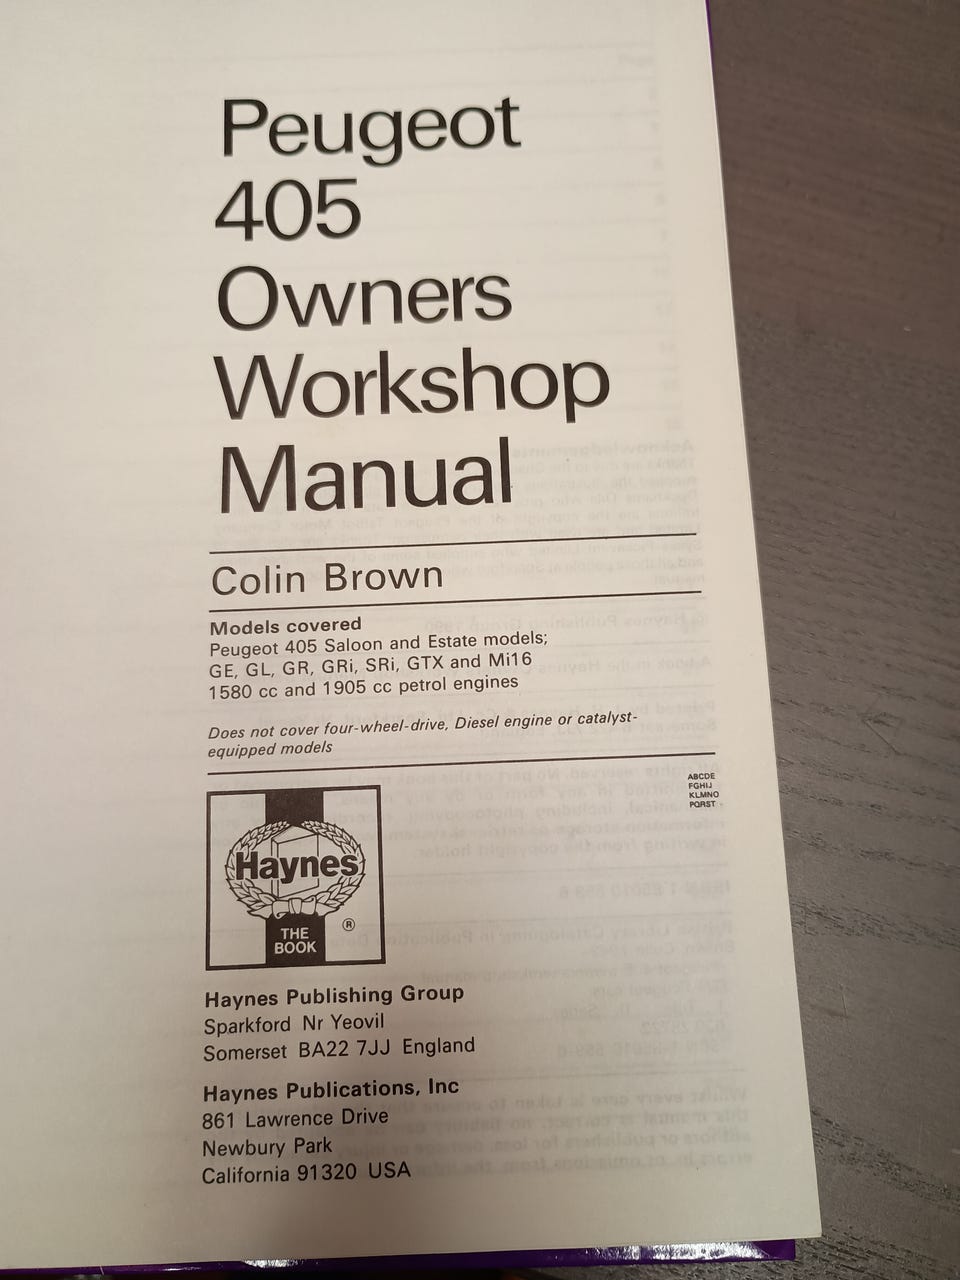 Peugeot
405
Owners
Workshop
Manual
Colin Brown
Models covered
Peugeot 405 Saloon and Estate models;
GE, GL, GR, GRi, SRi, GTX and Mi16
1580 cc and 1905 cc petrol engines
Does not cover four-wheel-drive, Diesel engine or catalyst-
equipped models
ABCDE
FGHIJ
KLMNO
PQRST
Haynes
®
THE
BOOK
Haynes Publishing Group
Sparkford Nr Yeovil
Somerset BA22 7JJ England
Haynes Publications, Inc
861 Lawrence Drive
Newbury Park
California 91320 USA